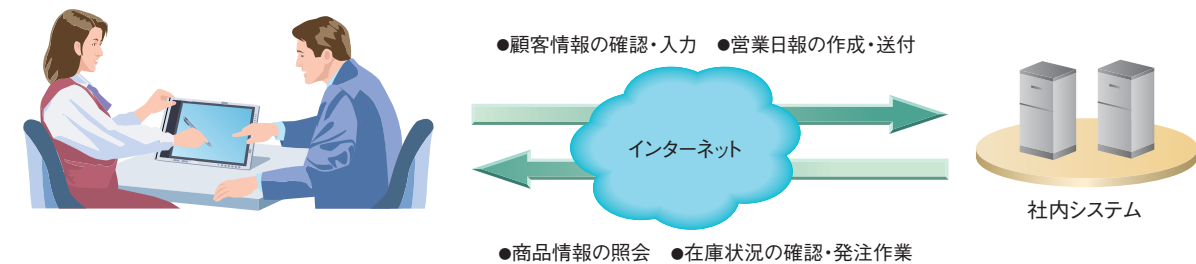 ●顧客情報の確認・入力　●営業日報の作成・送付
インターネット
社内システム
●商品情報の照会　●在庫状況の確認・発注作業